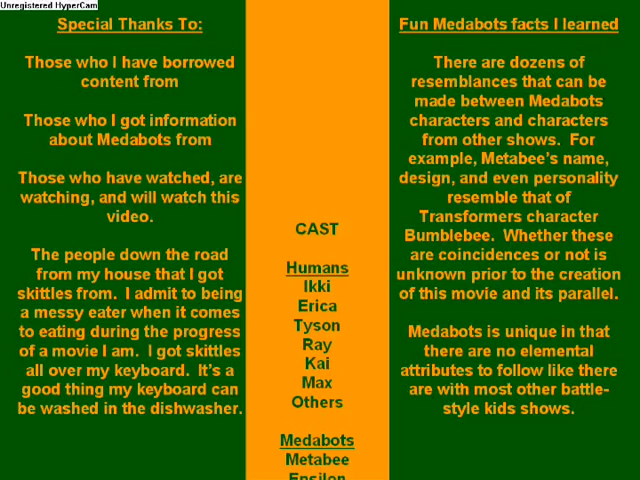 Unregistered HyperCam
Special Thanks To:
Those who I have borrowed
content from
Those who I got information
about Medabots from
Those who have watched, are
watching, and will watch this
video.
The people down the road
from my house that I got
skittles from.  I admit to being
a messy eater when it comes
to eating during the progress
of a movie I am.  I got skittles
all over my keyboard.  It's a
good thing my keyboard can
be washed in the dishwasher.
CAST
Humans
Ikki
Erica
Tyson
Ray
Kai
Max
Others
Medabots
Metabee
Epsilon
Fun Medabots facts I learned
There are dozens of
resemblances that can be
made between Medabots
characters and characters
from other shows.  For
example, Metabee's name,
design, and even personality
resemble that of
Transformers character
Bumblebee.  Whether these
are coincidences or not is
unknown prior to the creation
of this movie and its parallel.
Medabots is unique in that
there are no elemental
attributes to follow like there
are with most other battle-
style kids shows.